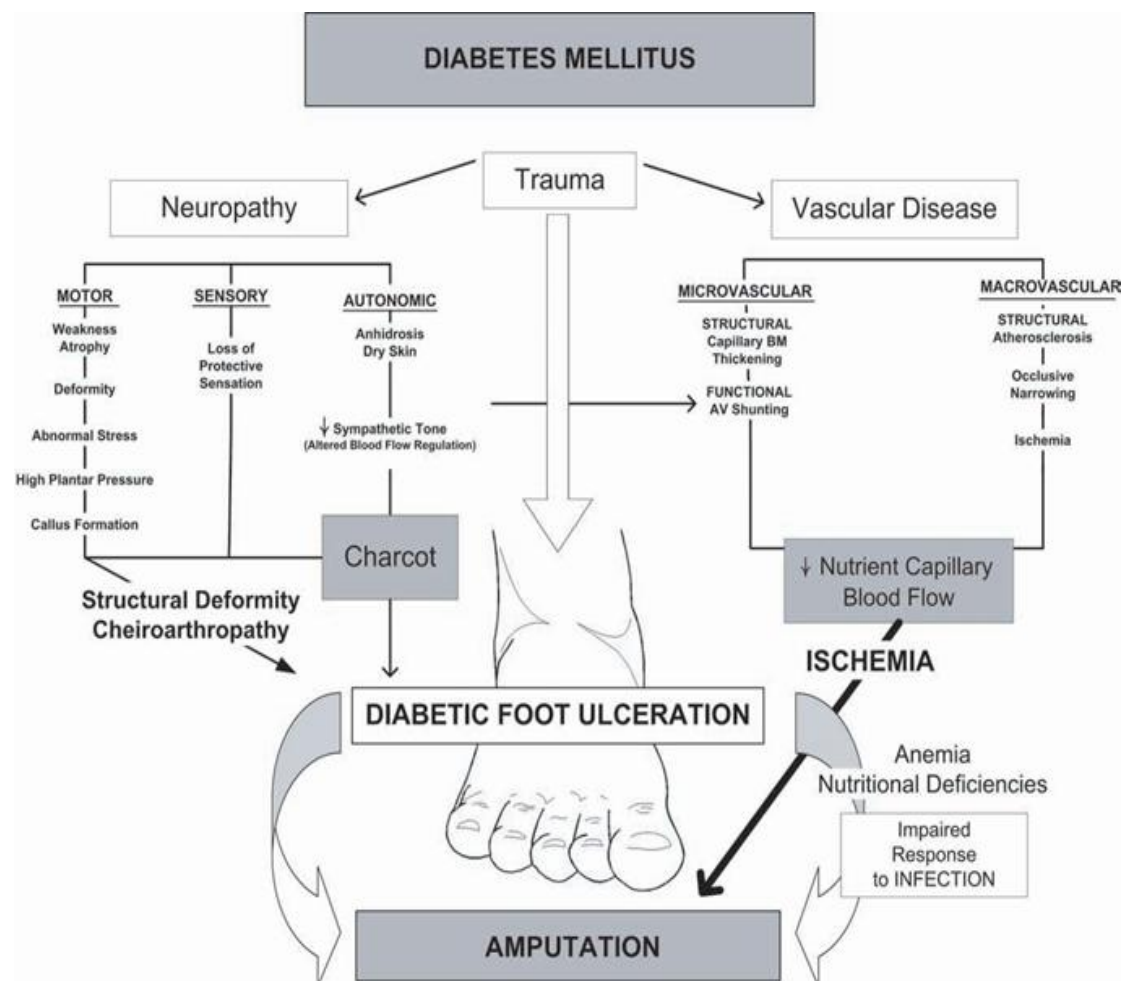 DIABETES MELLITUS
Trauma
Neuropathy
Vascular Disease
MOTOR
Weakness
Atrophy
Deformity
Abnormal Stress
High Plantar Pressure
Callus Formation
SENSORY
Loss of
Protective
Sensation
AUTONOMIC
Anhidrosis
Dry Skin
↓ Sympathetic Tone
(Altered Blood Flow Regulation)
MICROVASCULAR
STRUCTURAL
Capillary BM
Thickening
FUNCTIONAL
AV Shunting
MACROVASCULAR
STRUCTURAL
Atherosclerosis
Occlusive
Narrowing
Ischemia
Charcot
↓ Nutrient Capillary
Blood Flow
Structural Deformity
Cheiroarthropathy
ISCHEMIA
DIABETIC FOOT ULCERATION
Anemia
Nutritional Deficiencies
Impaired
Response
to INFECTION
AMPUTATION